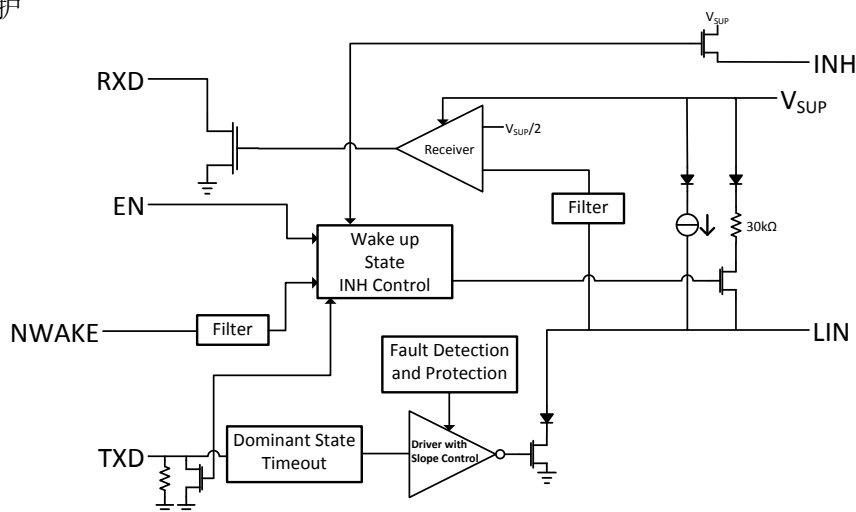 护
V_SUP
INH
RXD
V_SUP
V_SUP/2
Receiver
EN
Filter
30kΩ
Wake up
State
INH Control
NWAKE
Filter
LIN
Fault Detection
and Protection
TXD
Dominant State
Timeout
Driver with
Slope Control